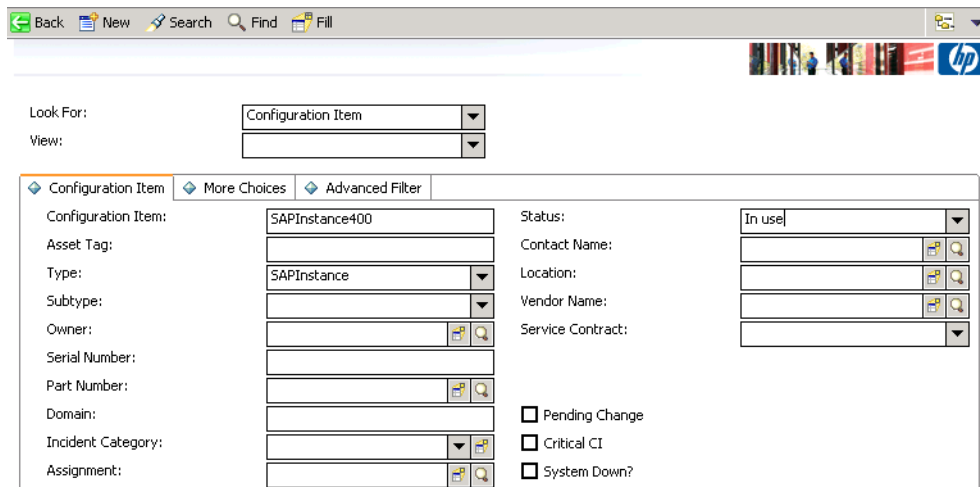 Back New Search Find Fill
hp
Look For: Configuration Item
View:
Configuration Item More Choices Advanced Filter
Configuration Item: SAPInstance400 Status: In use
Asset Tag: Contact Name:
Type: SAPInstance Location:
Subtype: Vendor Name:
Owner: Service Contract:
Serial Number:
Part Number:
Domain: Pending Change
Incident Category: Critical CI
Assignment: System Down?